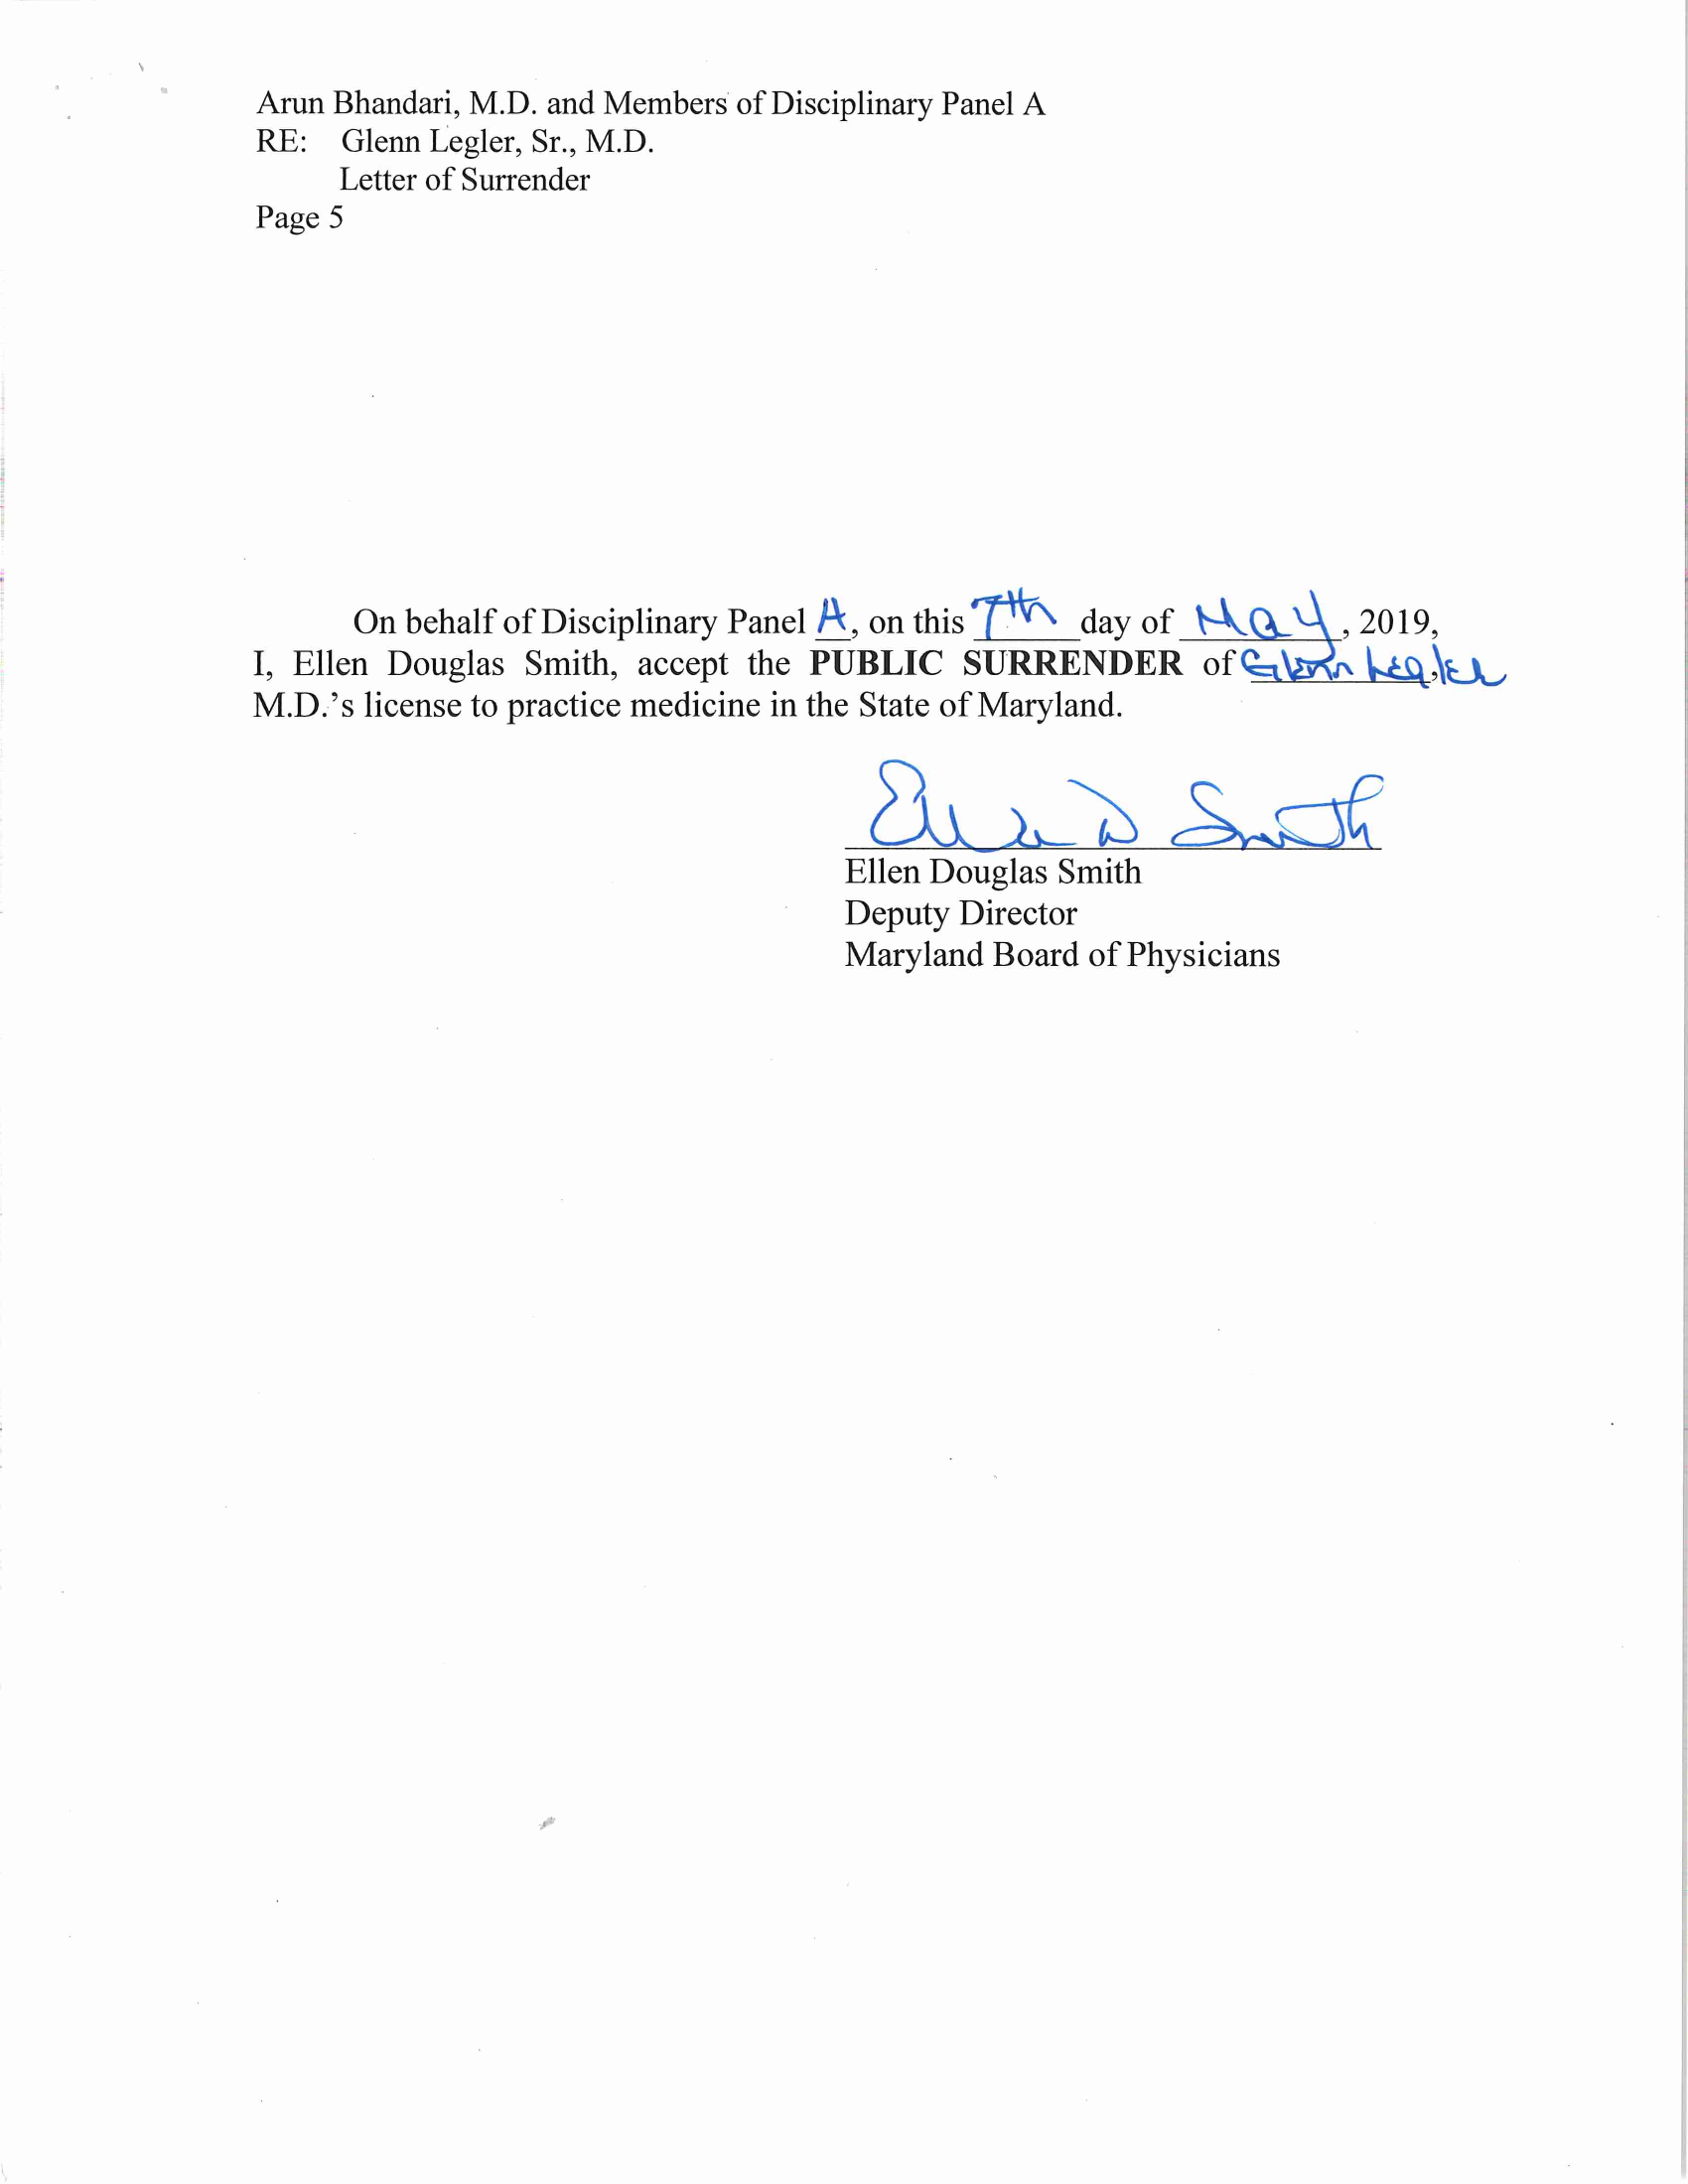 Arun Bhandari, M.D. and Members of Disciplinary Panel A
RE: Glenn Legler, Sr., M.D.
Letter of Surrender
Page 5
On behalf of Disciplinary Panel A, on this 7th day of May, 2019,
I, Ellen Douglas Smith, accept the PUBLIC SURRENDER of Glenn Legler,
M.D.'s license to practice medicine in the State of Maryland.
Ellen D Smith
Ellen Douglas Smith
Deputy Director
Maryland Board of Physicians